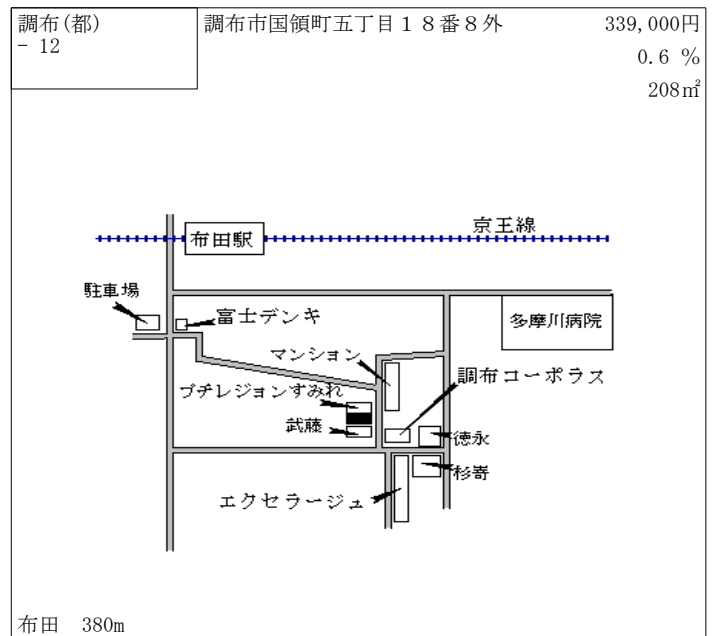 調布(都)
- 12
調布市国領町五丁目１８番８外
339,000円
0.6 %
208㎡
京王線
布田駅
駐車場
富士デンキ
多摩川病院
マンション
調布コーポラス
プチレジョンすみれ
武藤
徳永
杉嵜
エクセラージュ
布田 380m